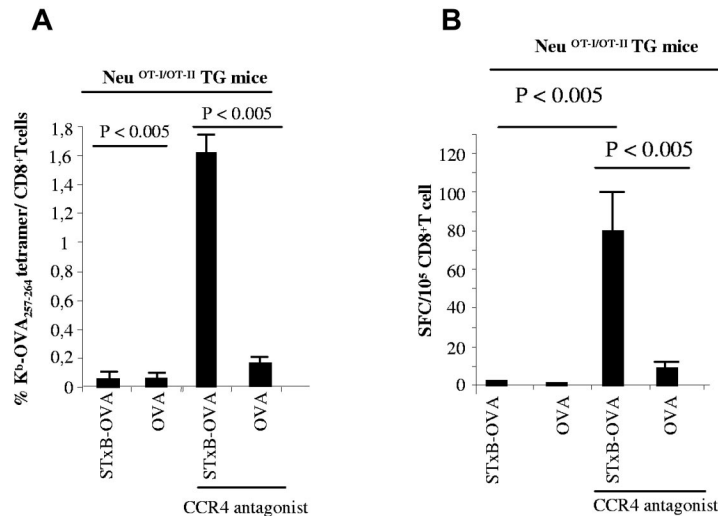 A
Neu OT-I/OT-II TG mice
P < 0.005
P < 0.005
% Kᵇ-OVA257-264 tetramer/ CD8⁺Tcells
1,8
1,6
1,4
1,2
1
0,8
0,6
0,4
0,2
0
STxB-OVA
OVA
STxB-OVA
OVA
CCR4 antagonist
B
Neu OT-I/OT-II TG mice
P < 0.005
P < 0.005
SFC/10⁵ CD8⁺T cell
120
100
80
60
40
20
0
STxB-OVA
OVA
STxB-OVA
OVA
CCR4 antagonist